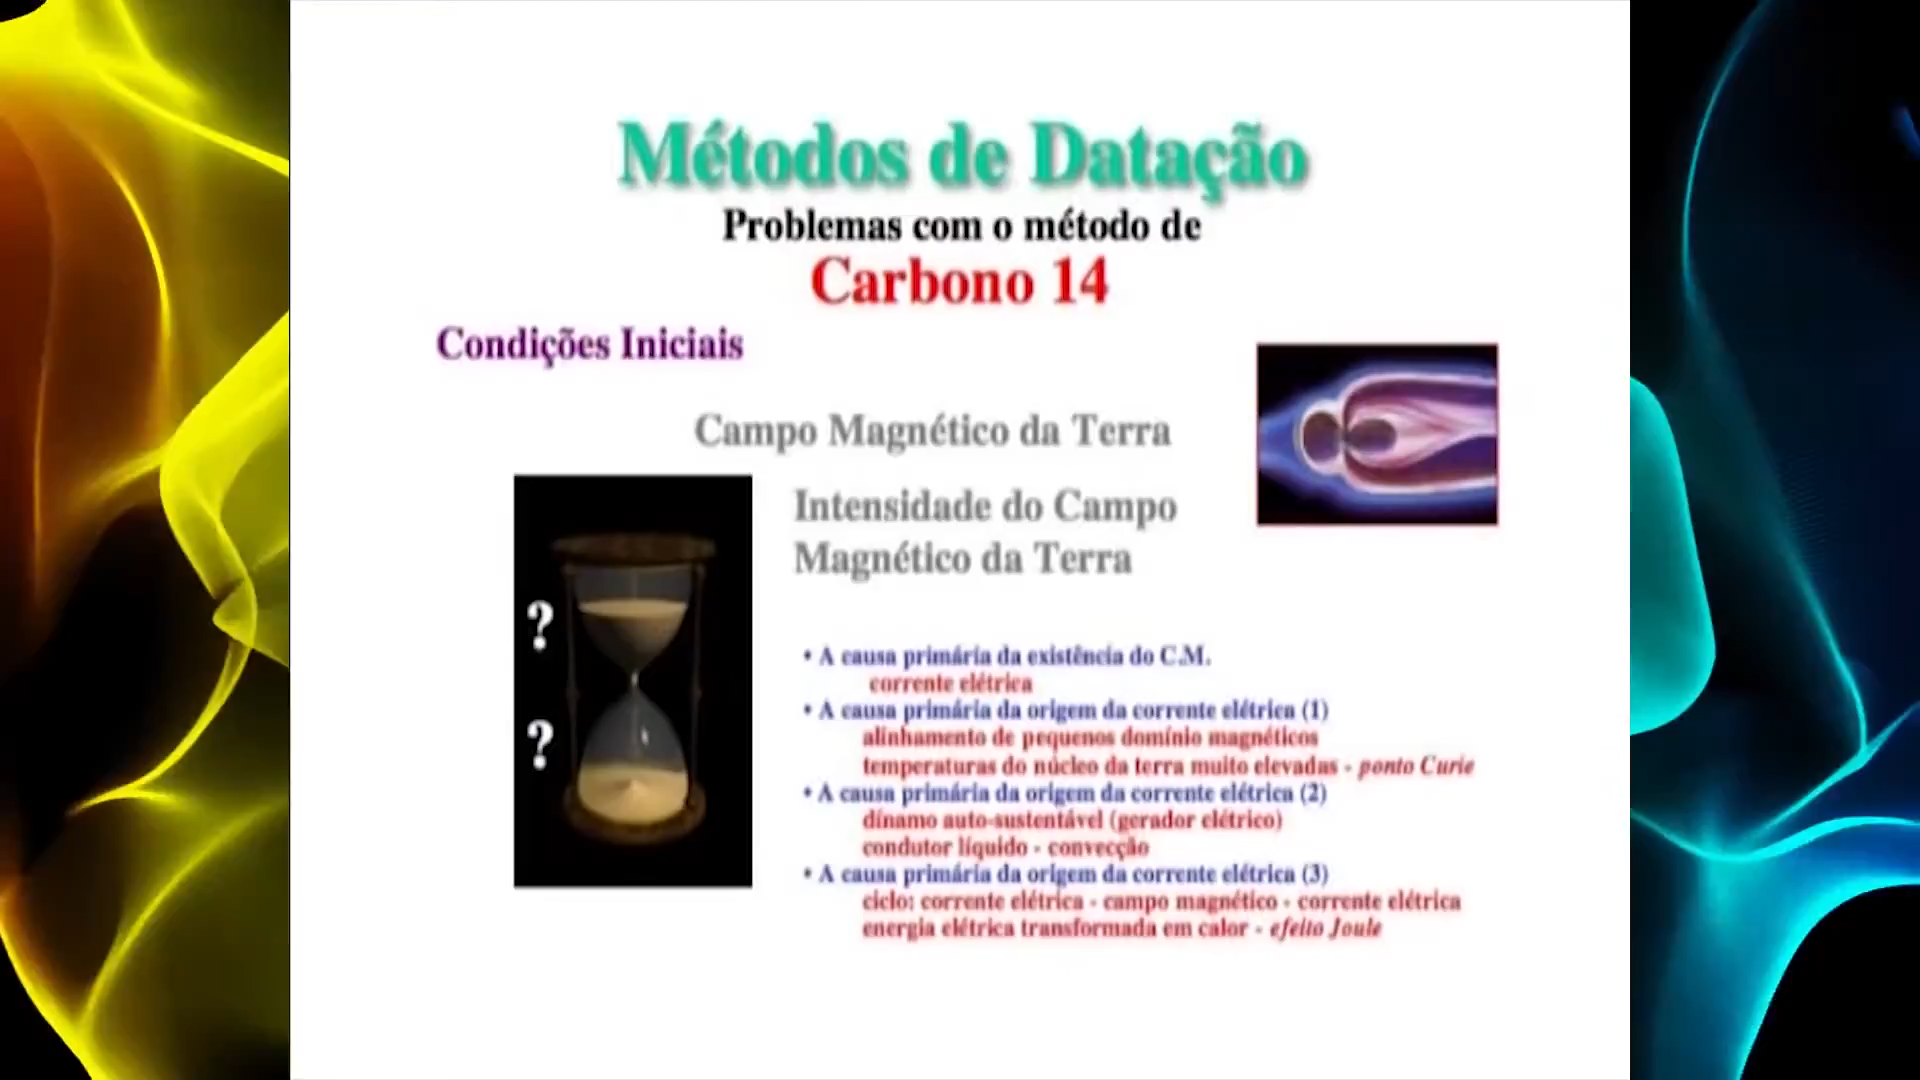 Métodos de Datação
Problemas com o método de
Carbono 14
Condições Iniciais
Campo Magnético da Terra
Intensidade do Campo
Magnético da Terra
?
?
• A causa primária da existência do C.M.
corrente elétrica
• A causa primária da origem da corrente elétrica (1)
alinhamento de pequenos domínio magnéticos
temperaturas do núcleo da terra muito elevadas - ponto Curie
• A causa primária da origem da corrente elétrica (2)
dínamo auto-sustentável (gerador elétrico)
condutor líquido - convecção
• A causa primária da origem da corrente elétrica (3)
ciclo: corrente elétrica - campo magnético - corrente elétrica
energia elétrica transformada em calor - efeito Joule